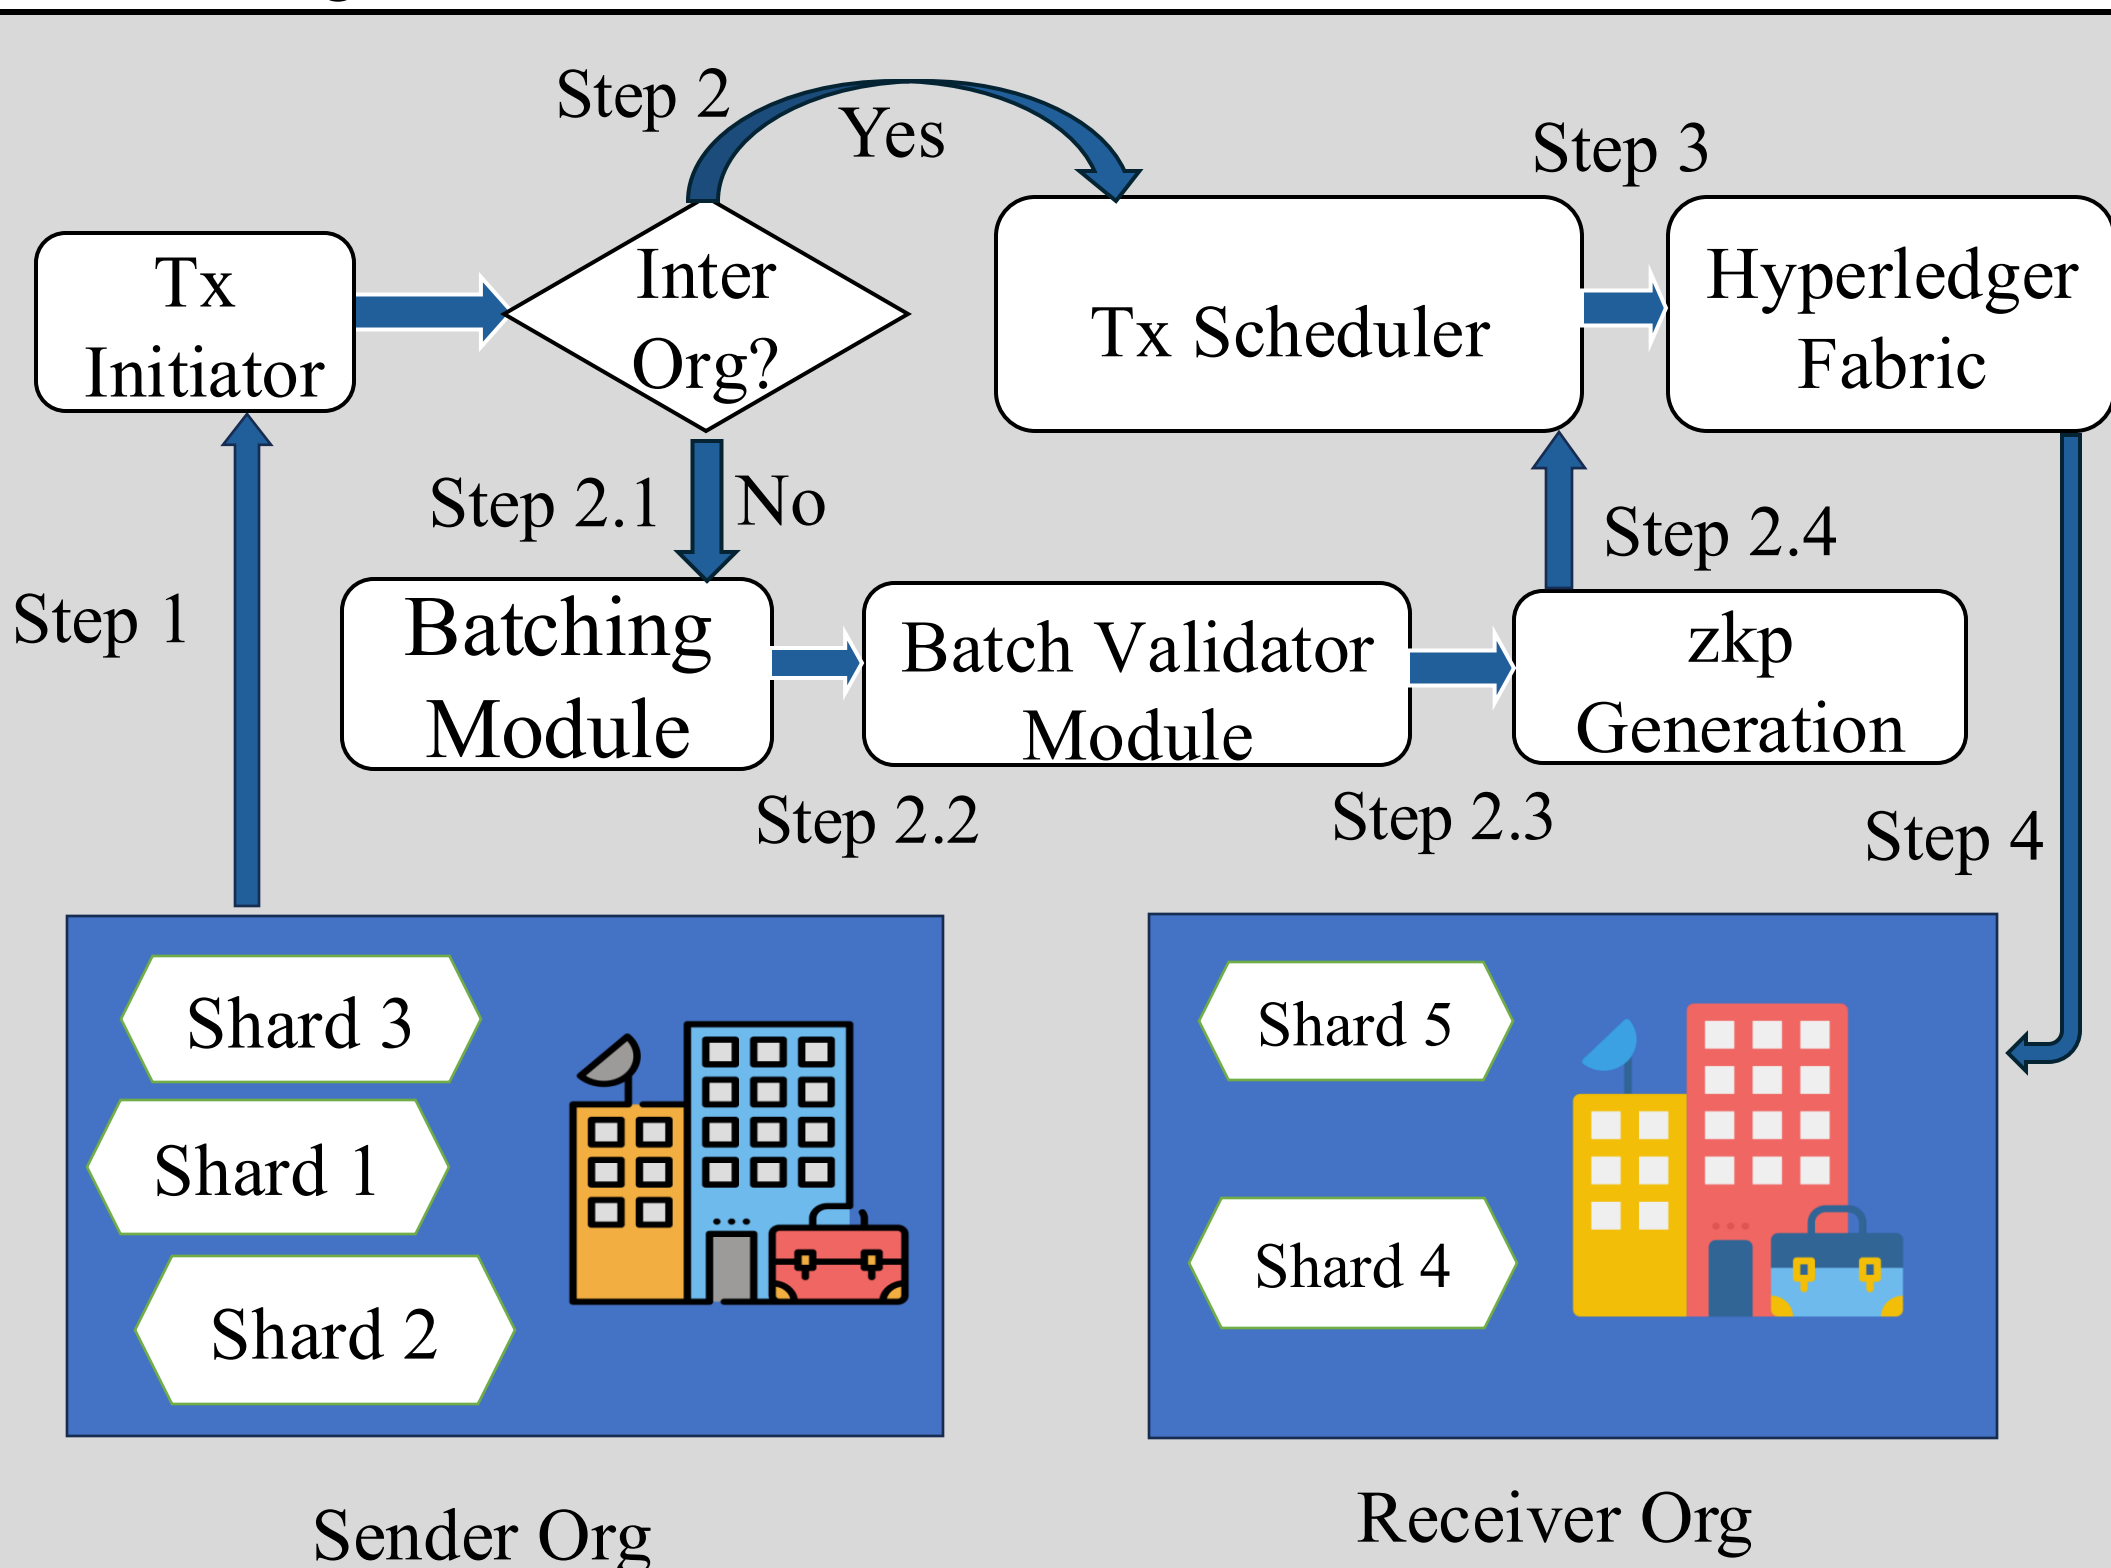 Step 2
Yes
Step 3
Tx
Initiator
Inter
Org?
Tx Scheduler
Hyperledger
Fabric
Step 2.1
No
Step 2.4
Step 1
Batching
Module
Batch Validator
Module
zkp
Generation
Step 2.2
Step 2.3
Step 4
Shard 3
Shard 1
Shard 2
Shard 5
Shard 4
Sender Org
Receiver Org